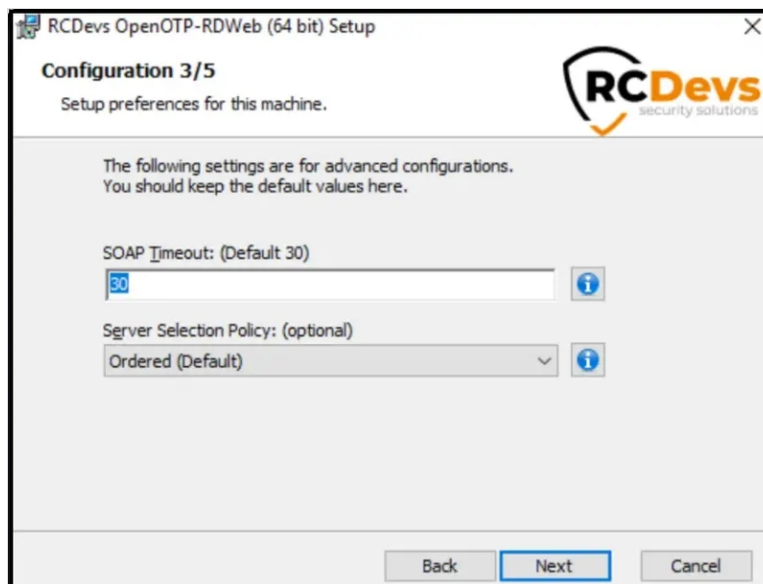 RCDevs OpenOTP-RDWeb (64 bit) Setup
Configuration 3/5
Setup preferences for this machine.
RCDevs
security solutions
The following settings are for advanced configurations.
You should keep the default values here.
SOAP Timeout: (Default 30)
30
Server Selection Policy: (optional)
Ordered (Default)
Back
Next
Cancel